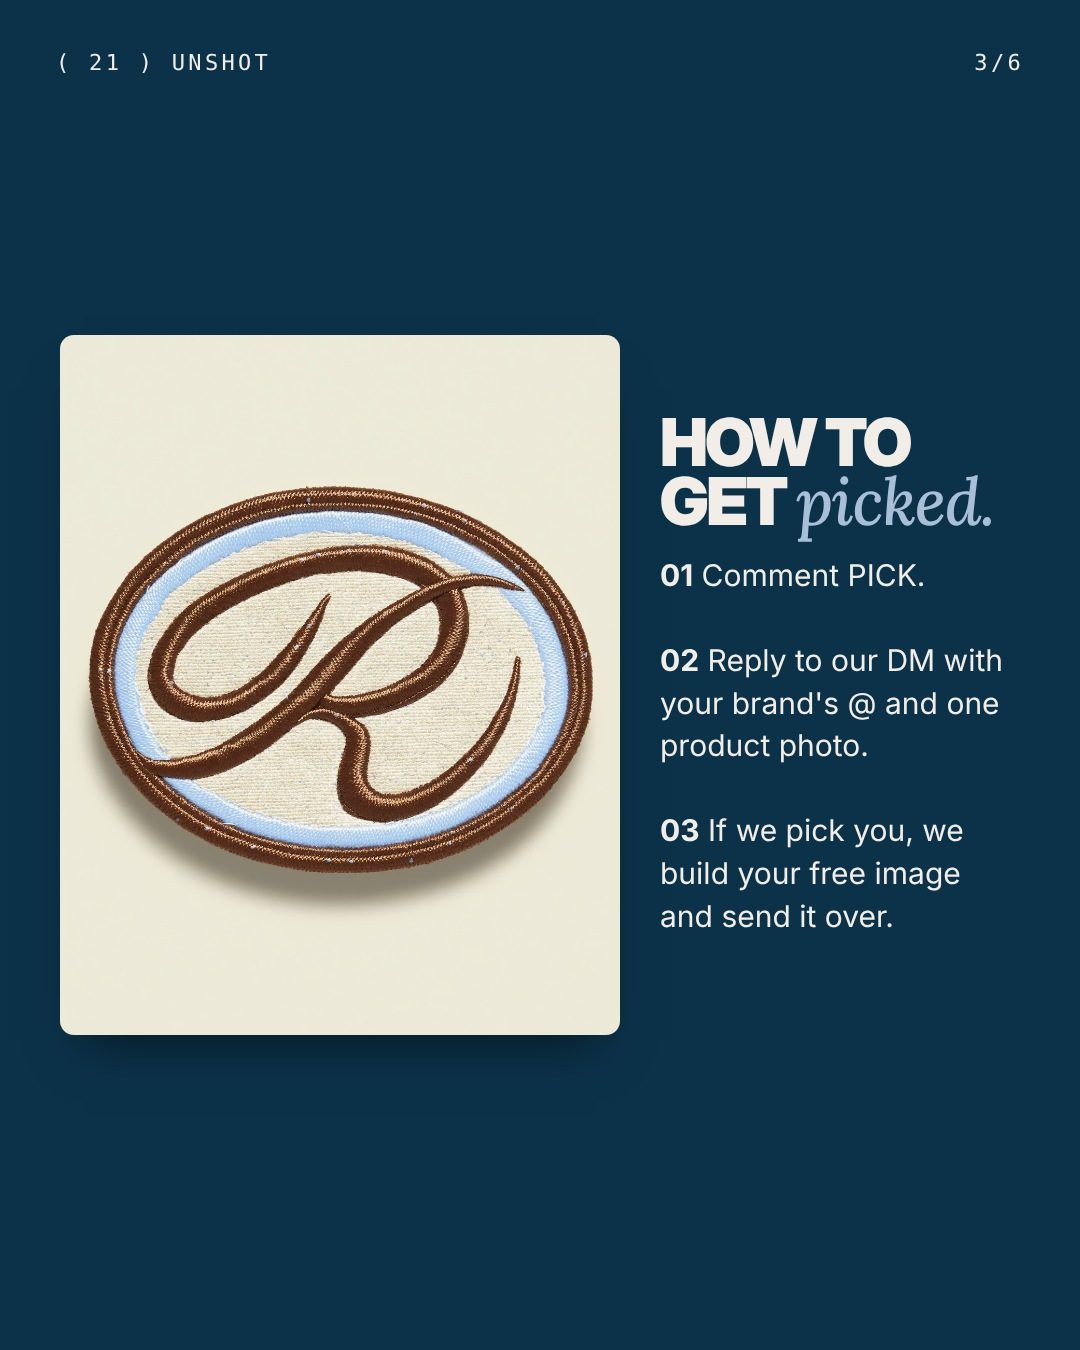 ( 21 ) UNSHOT
3/6
R
HOW TO
GET picked.
01 Comment PICK.
02 Reply to our DM with
your brand's @ and one
product photo.
03 If we pick you, we
build your free image
and send it over.